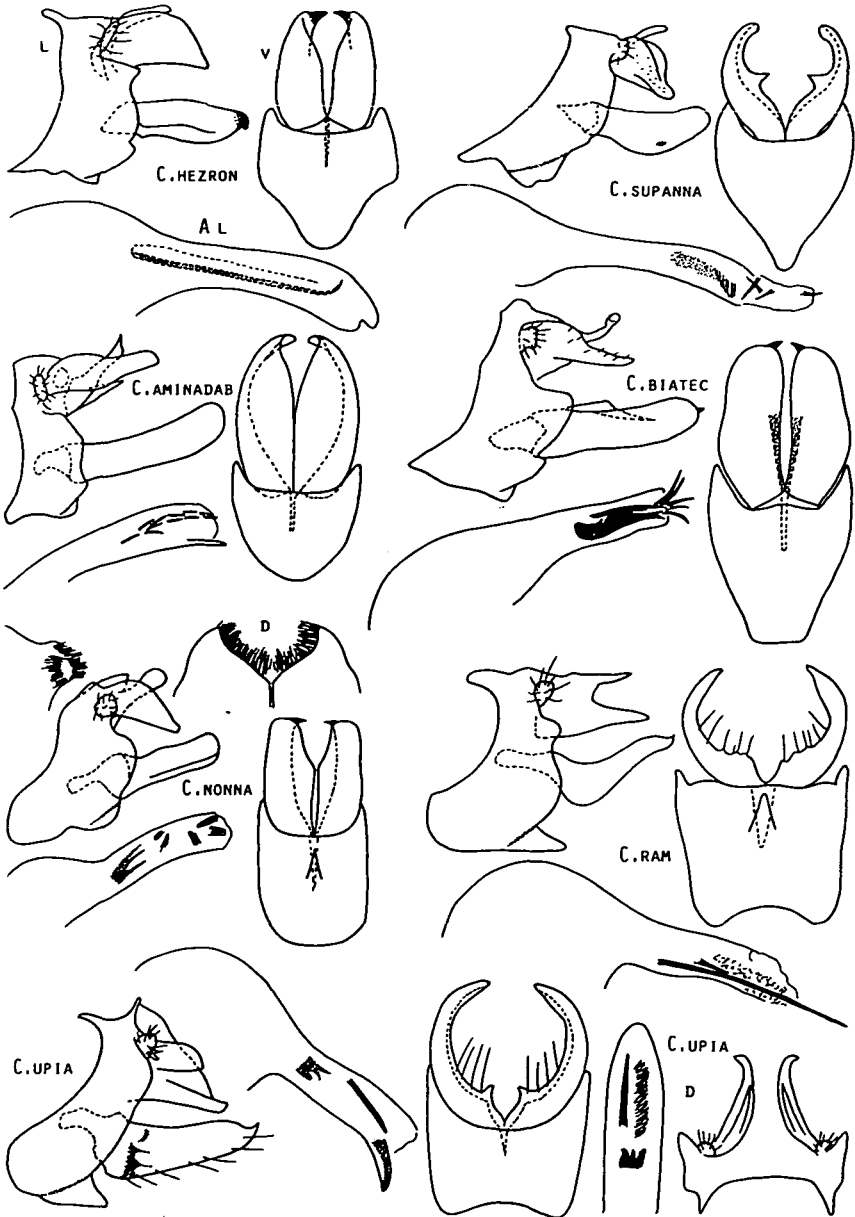 L
V
C.HEZRON
C.SUPANNA
A L
C.AMINADAB
C.BIATEC
D
C.NONNA
C.RAM
C.UPIA
C.UPIA
D